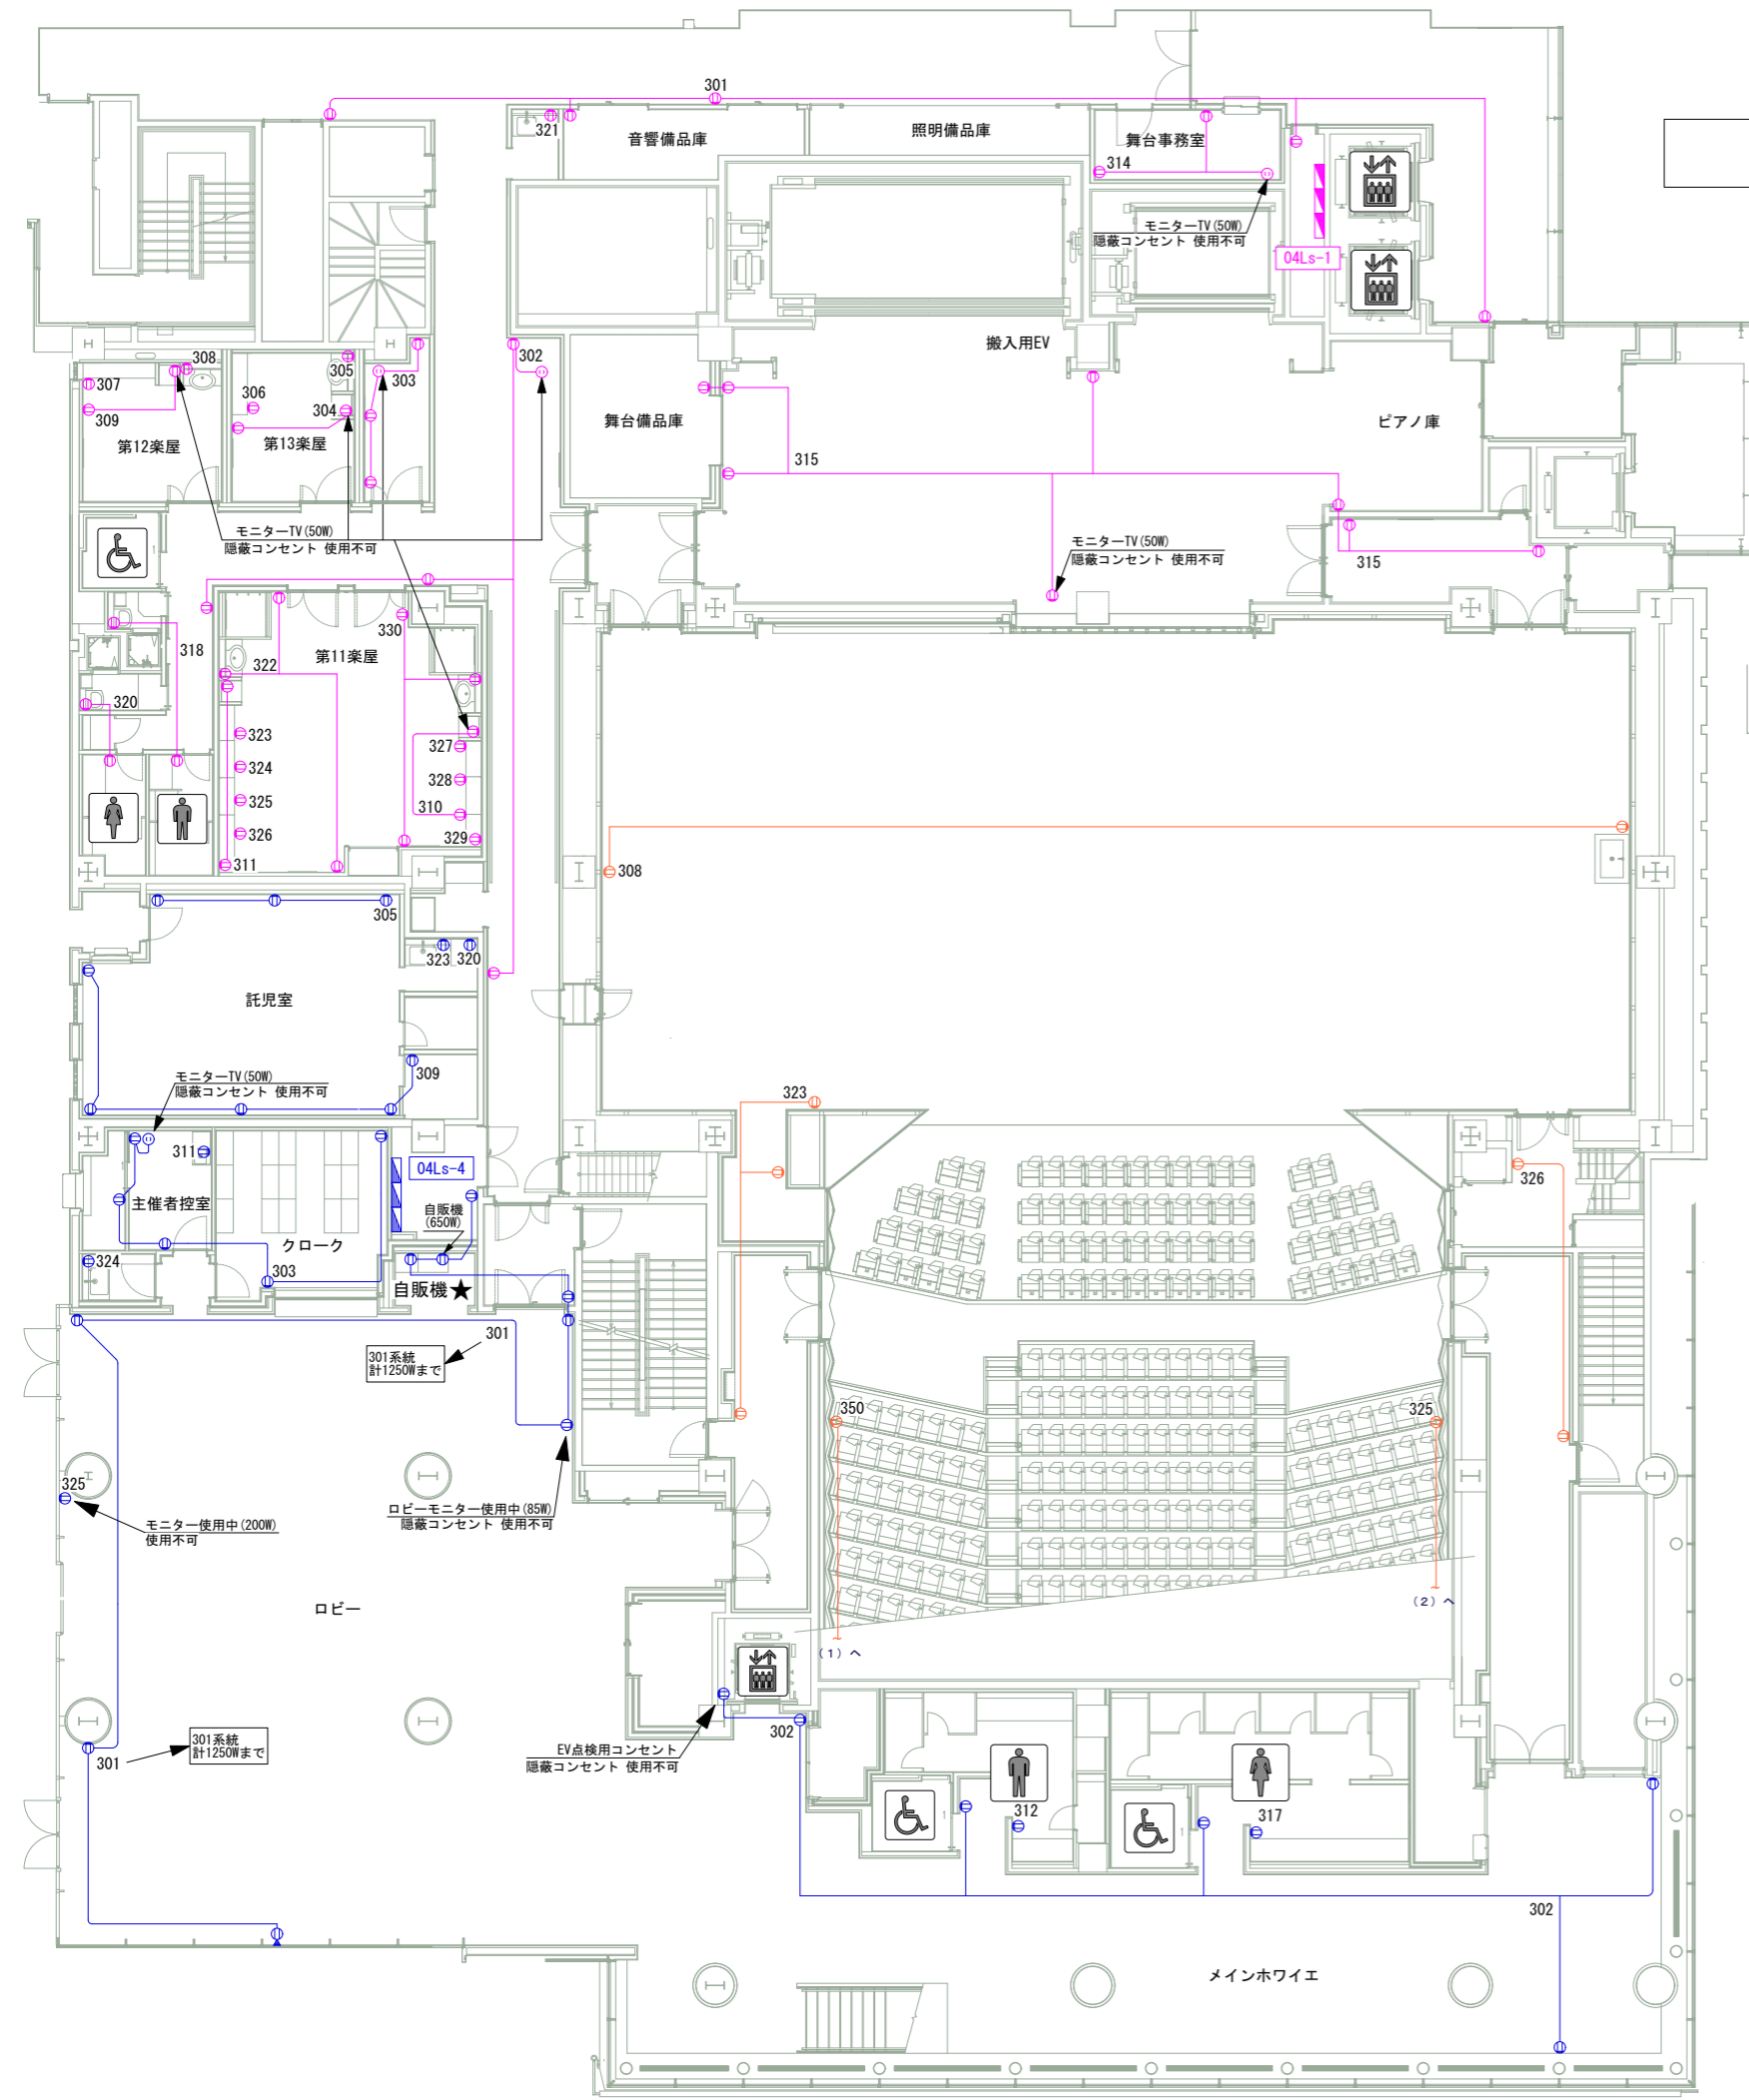 301
321
音響備品庫
照明備品庫
舞台事務室
314
モニターTV(50W)
隠蔽コンセント 使用不可
04Ls-1
搬入用EV
302
308
307
309
第12楽屋
305
306
304
第13楽屋
303
舞台備品庫
ピアノ庫
315
モニターTV(50W)
隠蔽コンセント 使用不可
モニターTV(50W)
隠蔽コンセント 使用不可
315
318
320
322
第11楽屋
330
323
324
325
326
311
327
328
310
329
308
305
323
320
託児室
309
モニターTV(50W)
隠蔽コンセント 使用不可
323
311
主催者控室
クローク
04Ls-4
自販機
(650W)
324
303
自販機★
326
301
301系統
計1250Wまで
350
325
325
モニター使用中(200W)
使用不可
ロビーモニター使用中(85W)
隠蔽コンセント 使用不可
ロビー
(1)へ
(2)へ
301
301系統
計1250Wまで
302
EV点検用コンセント
隠蔽コンセント 使用不可
312
317
302
メインホワイエ